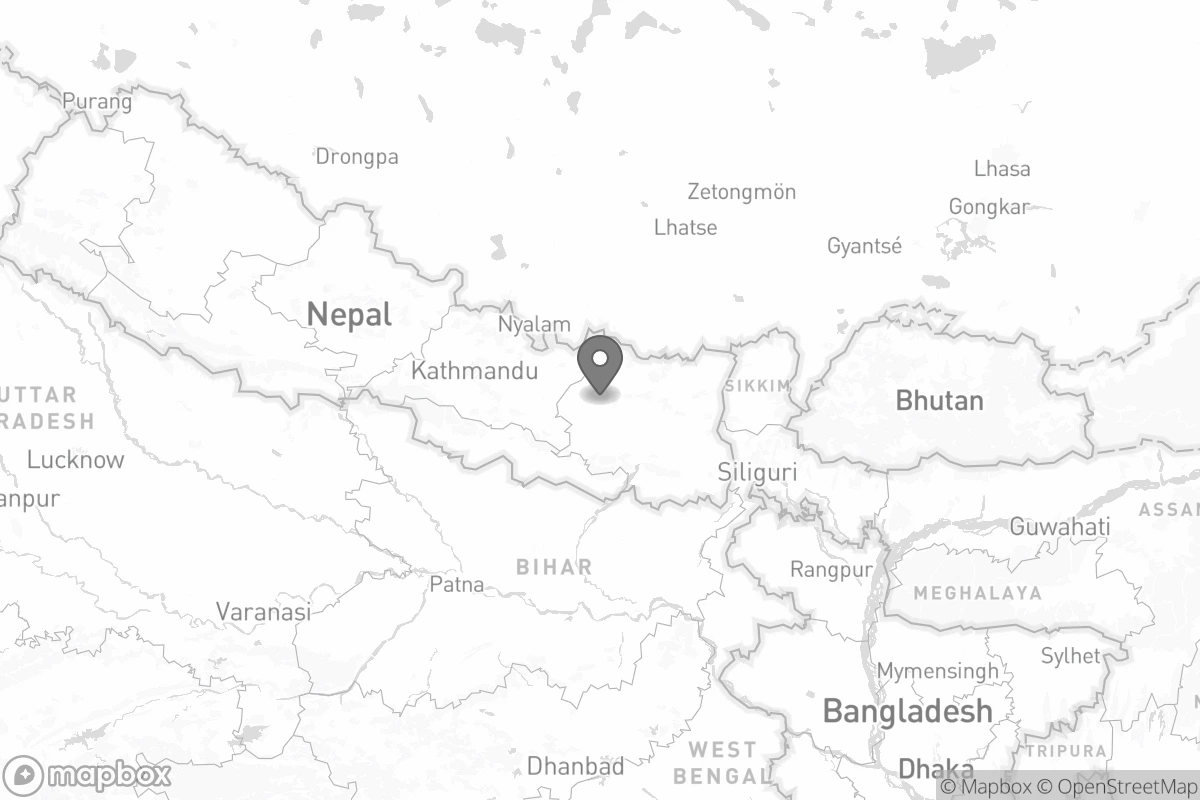 Purang
Drongpa
Lhasa
Zetongmön
Gongkar
Lhatse
Gyantsé
Nepal
Nyalam
Kathmandu
SIKKIM
UTTAR
RADESH
Bhutan
Lucknow
Siliguri
anpur
ASSAM
Guwahati
BIHAR
Rangpur
Patna
MEGHALAYA
Varanasi
Sylhet
Mymensingh
Bangladesh
WEST
BENGAL
TRIPURA
Dhanbad
Dhaka
mapbox
© Mapbox © OpenStreetMap